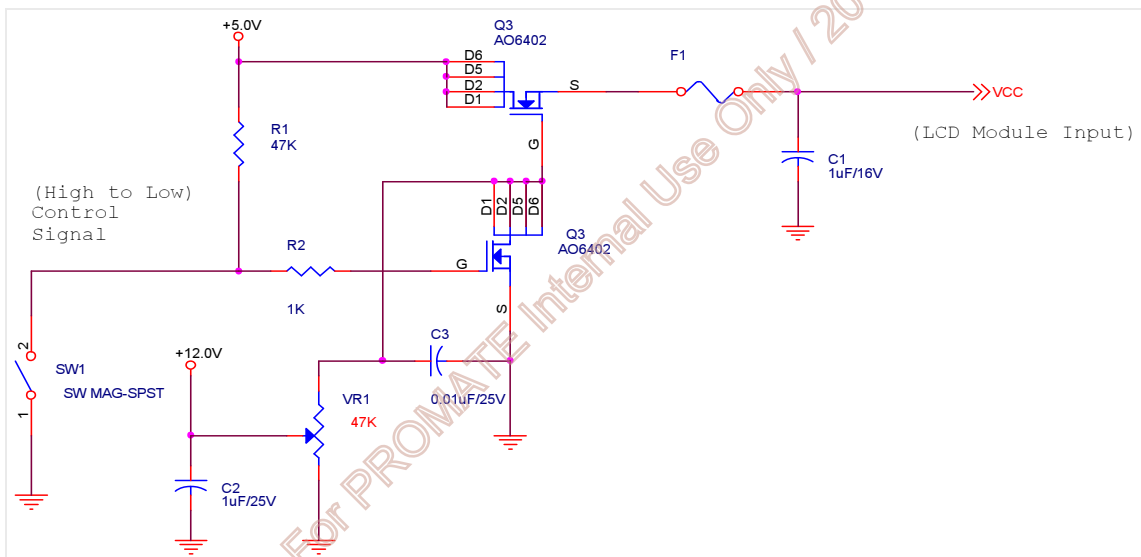 +5.0V
Q3
AO6402
D6
D5
D2
D1
S
G
F1
VCC
(LCD Module Input)
R1
47K
C1
1uF/16V
(High to Low)
Control
Signal
D1
D2
D5
D6
Q3
AO6402
R2
1K
G
S
+12.0V
C3
0.01uF/25V
2
SW1
SW MAG-SPST
1
VR1
47K
C2
1uF/25V
For PROMATE Internal Use Only / 20